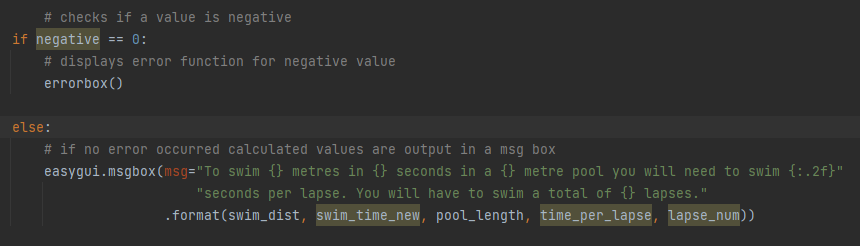 # checks if a value is negative
if negative == 0:
# displays error function for negative value
errorbox()
else:
# if no error occurred calculated values are output in a msg box
easygui.msgbox(msg="To swim {} metres in {} seconds in a {} metre pool you will need to swim {:.2f}"
"seconds per lapse. You will have to swim a total of {} lapses."
.format(swim_dist, swim_time_new, pool_length, time_per_lapse, lapse_num))